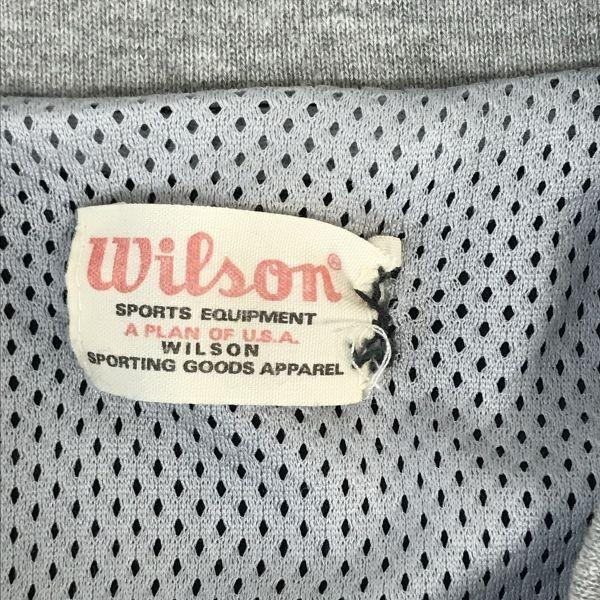 Wilson®
SPORTS EQUIPMENT
A PLAN OF U.S.A.
WILSON
SPORTING GOODS APPAREL